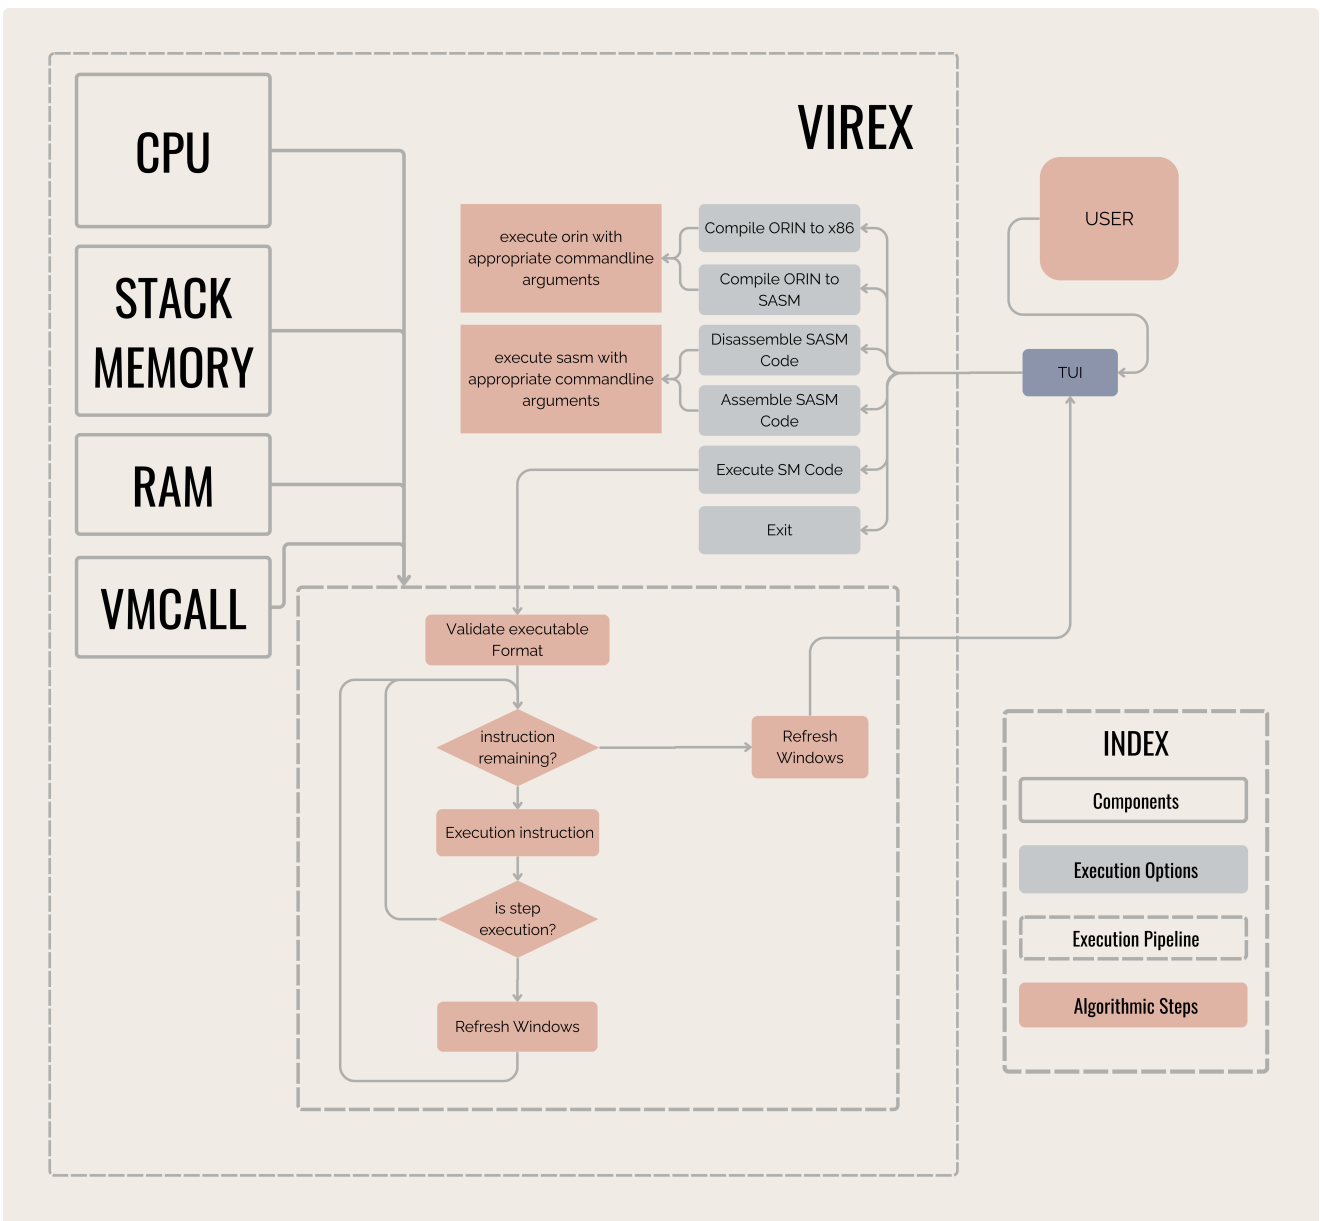 VIREX
CPU
STACK
MEMORY
RAM
VMCALL
USER
TUI
Compile ORIN to x86
Compile ORIN to
SASM
Disassemble SASM
Code
Assemble SASM
Code
Execute SM Code
Exit
execute orin with
appropriate commandline
arguments
execute sasm with
appropriate commandline
arguments
Validate executable
Format
instruction
remaining?
Refresh
Windows
Execution instruction
is step
execution?
Refresh Windows
INDEX
Components
Execution Options
Execution Pipeline
Algorithmic Steps